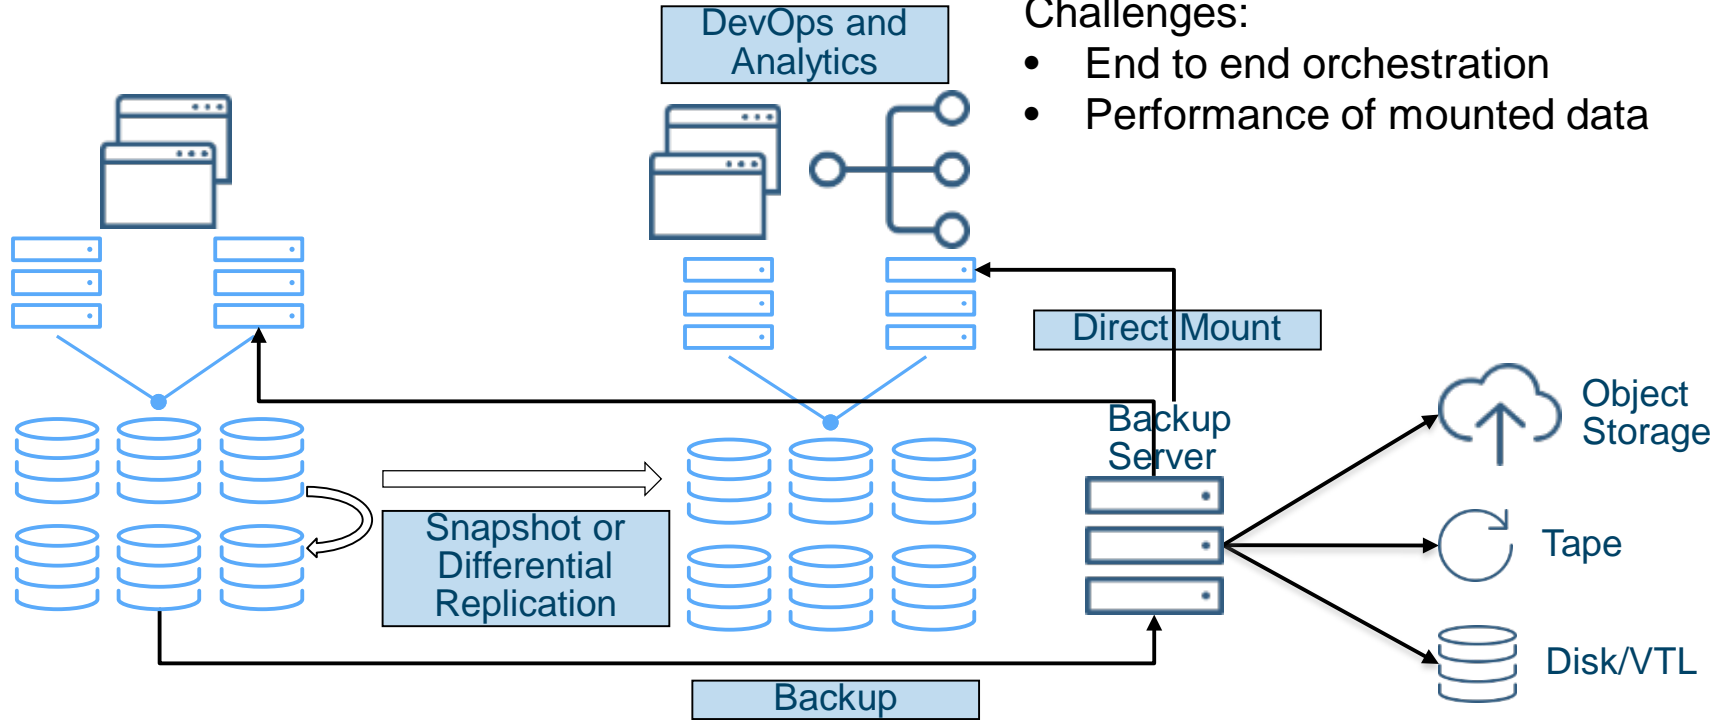 DevOps and
Analytics
Challenges:
• End to end orchestration
• Performance of mounted data
Direct Mount
Backup
Server
Object
Storage
Snapshot or
Differential
Replication
Tape
Disk/VTL
Backup